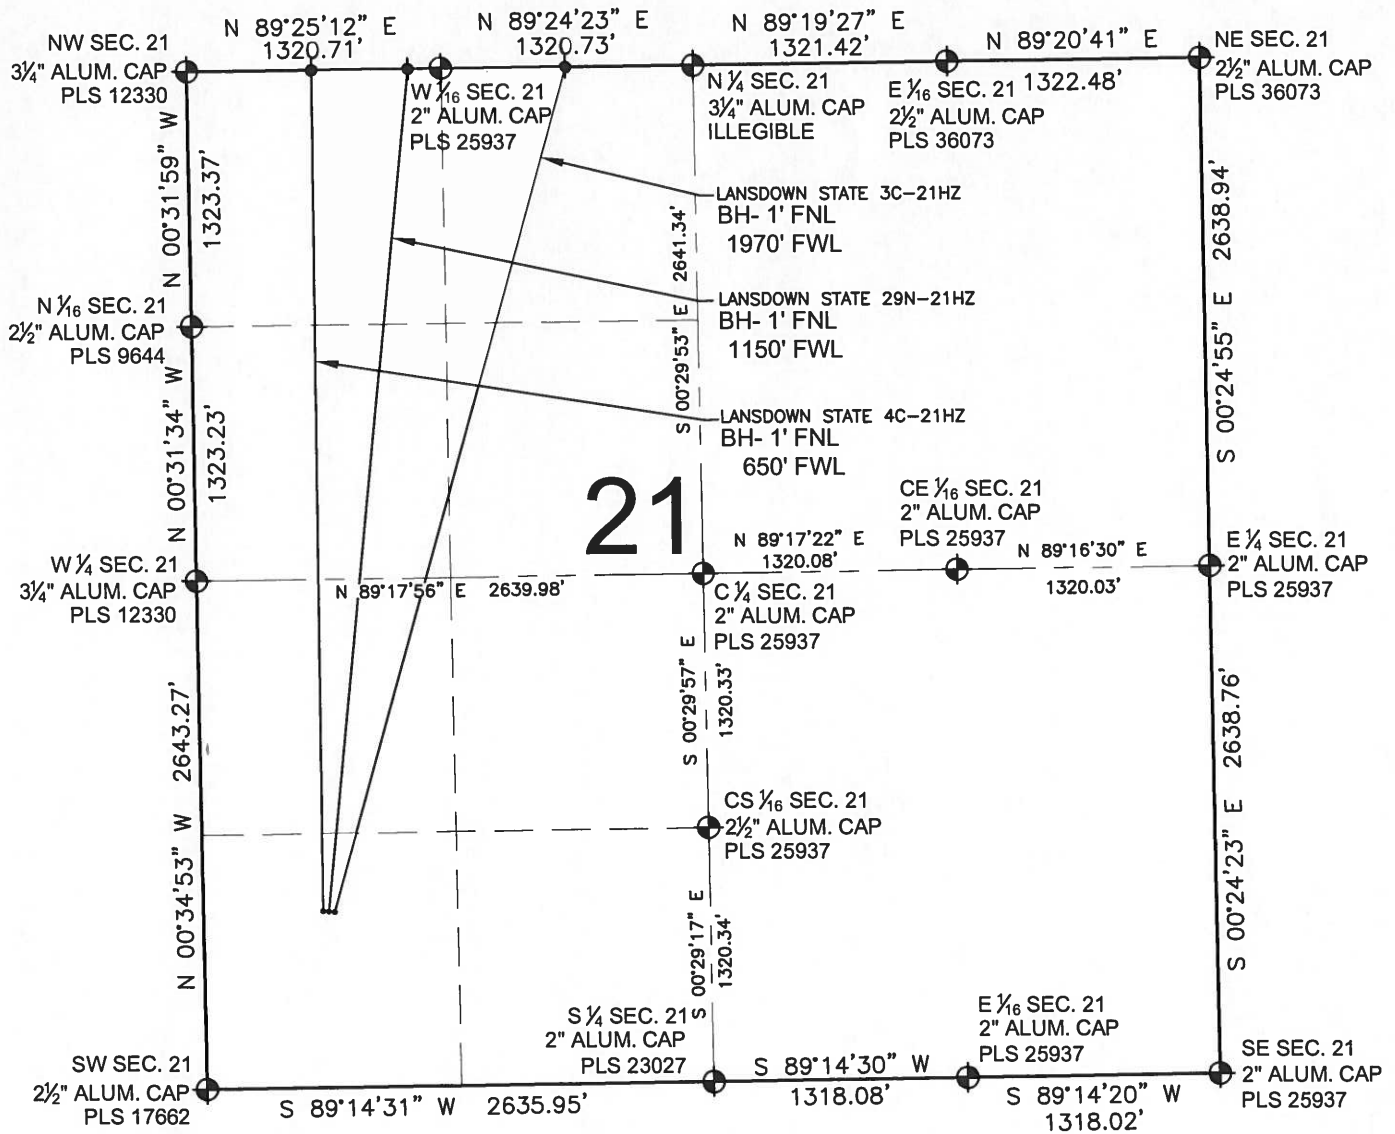 N 89°25'12" E
1320.71'
N 89°24'23" E
1320.73'
N 89°19'27" E
1321.42'
N 89°20'41" E
1322.48'
NW SEC. 21
3¼" ALUM. CAP
PLS 12330
W 1/16 SEC. 21
2" ALUM. CAP
PLS 25937
N ¼ SEC. 21
3¼" ALUM. CAP
ILLEGIBLE
E 1/16 SEC. 21
2½" ALUM. CAP
PLS 36073
NE SEC. 21
2½" ALUM. CAP
PLS 36073
N 00°31'59" W
1323.37'
LANSDOWN STATE 3C-21HZ
BH- 1' FNL
1970' FWL
S 00°29'53" E 2641.34'
S 00°24'55" E 2638.94'
LANSDOWN STATE 29N-21HZ
BH- 1' FNL
1150' FWL
N 1/16 SEC. 21
2½" ALUM. CAP
PLS 9644
N 00°31'34" W
1323.23'
LANSDOWN STATE 4C-21HZ
BH- 1' FNL
650' FWL
21
CE 1/16 SEC. 21
2" ALUM. CAP
PLS 25937
N 89°17'22" E
1320.08'
N 89°16'30" E
1320.03'
E ¼ SEC. 21
2" ALUM. CAP
PLS 25937
W ¼ SEC. 21
3¼" ALUM. CAP
PLS 12330
N 89°17'56" E 2639.98'
C ¼ SEC. 21
2" ALUM. CAP
PLS 25937
N 00°34'53" W 2643.27'
S 00°29'57" E
1320.33'
S 00°24'23" E 2638.76'
CS 1/16 SEC. 21
2½" ALUM. CAP
PLS 25937
S 00°29'17" E
1320.34'
S ¼ SEC. 21
2" ALUM. CAP
PLS 23027
E 1/16 SEC. 21
2" ALUM. CAP
PLS 25937
SW SEC. 21
2½" ALUM. CAP
PLS 17662
S 89°14'31" W 2635.95'
S 89°14'30" W
1318.08'
S 89°14'20" W
1318.02'
SE SEC. 21
2" ALUM. CAP
PLS 25937